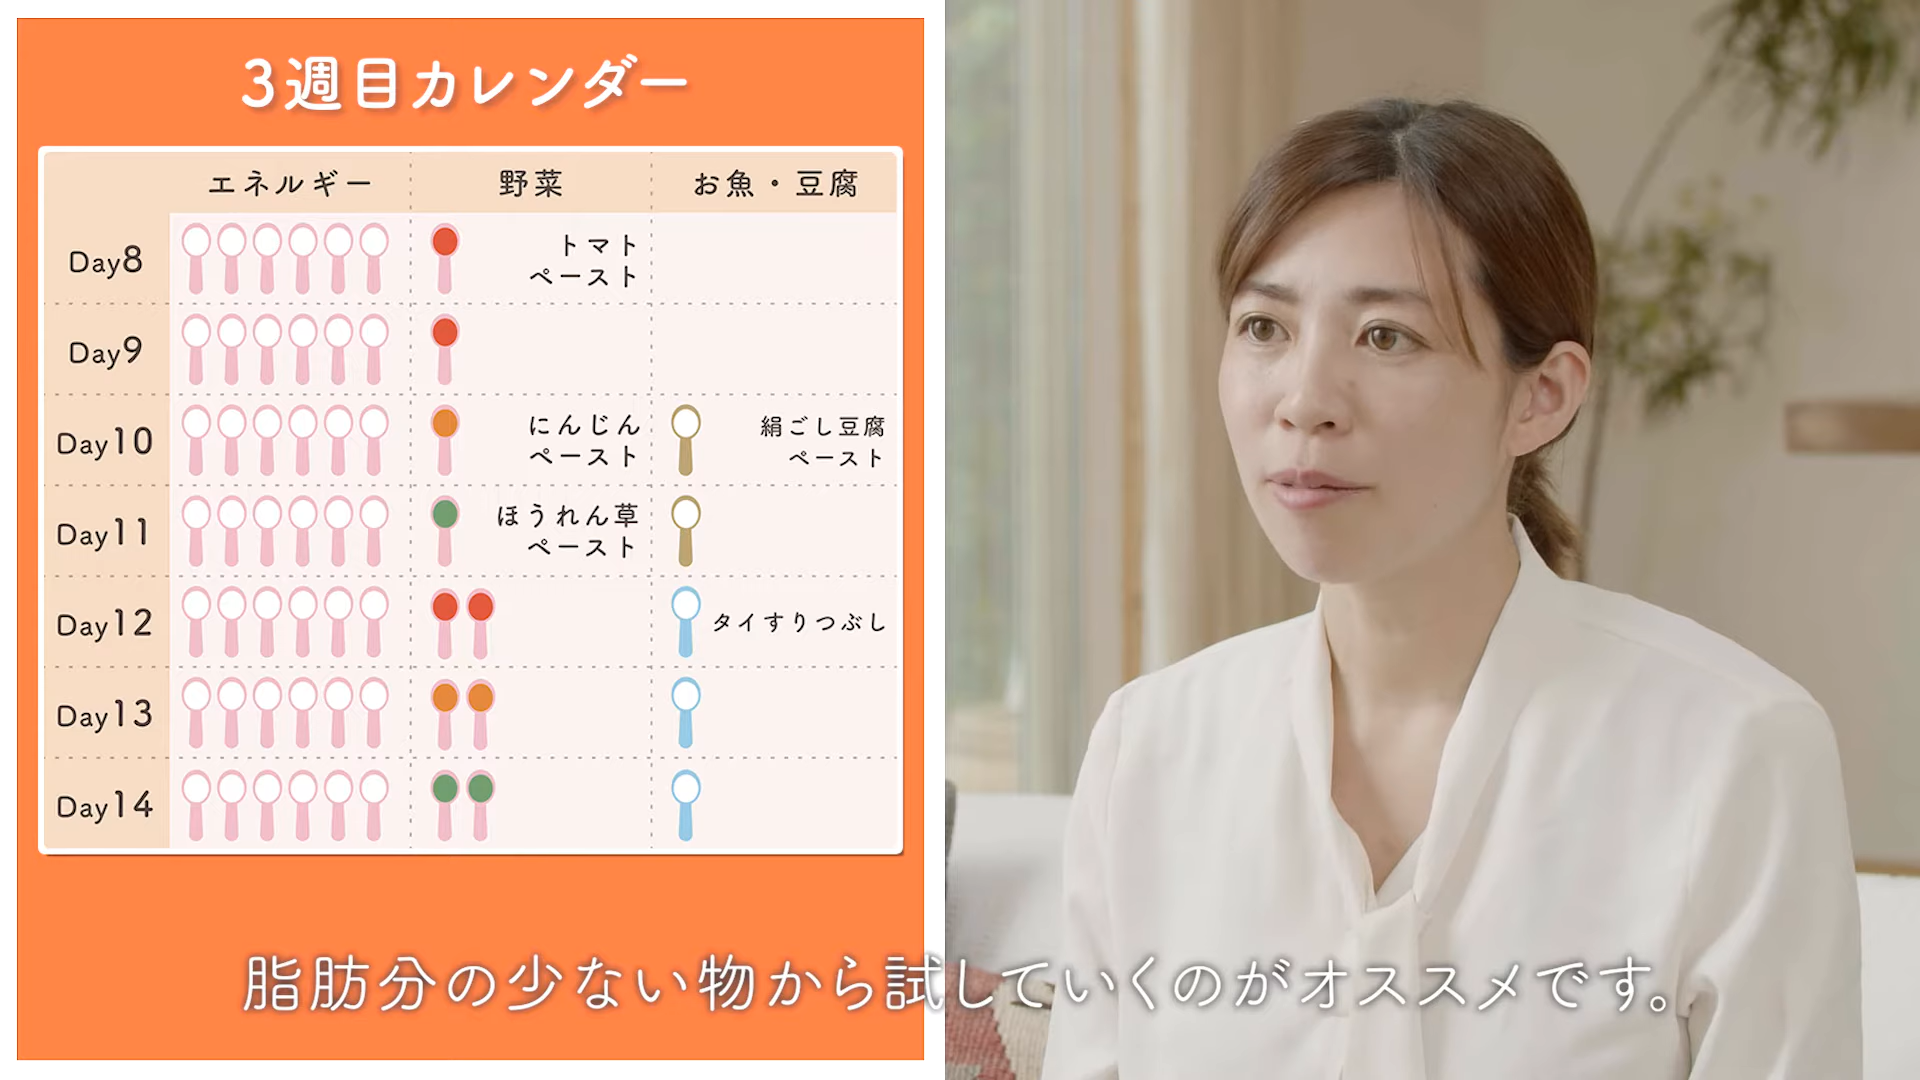 3週目カレンダー
エネルギー 野菜 お魚・豆腐
Day8 トマト
ペースト
Day9
Day10 にんじん 絹ごし豆腐
ペースト ペースト
Day11 ほうれん草
ペースト
Day12 タイすりつぶし
Day13
Day14
脂肪分の少ない物から試していくのがオススメです。